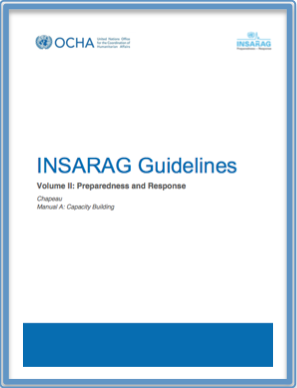 OCHA
United Nations Office
for the Coordination of
Humanitarian Affairs
INSARAG
Preparedness - Response
INSARAG Guidelines
Volume II: Preparedness and Response
Chapeau
Manual A: Capacity Building